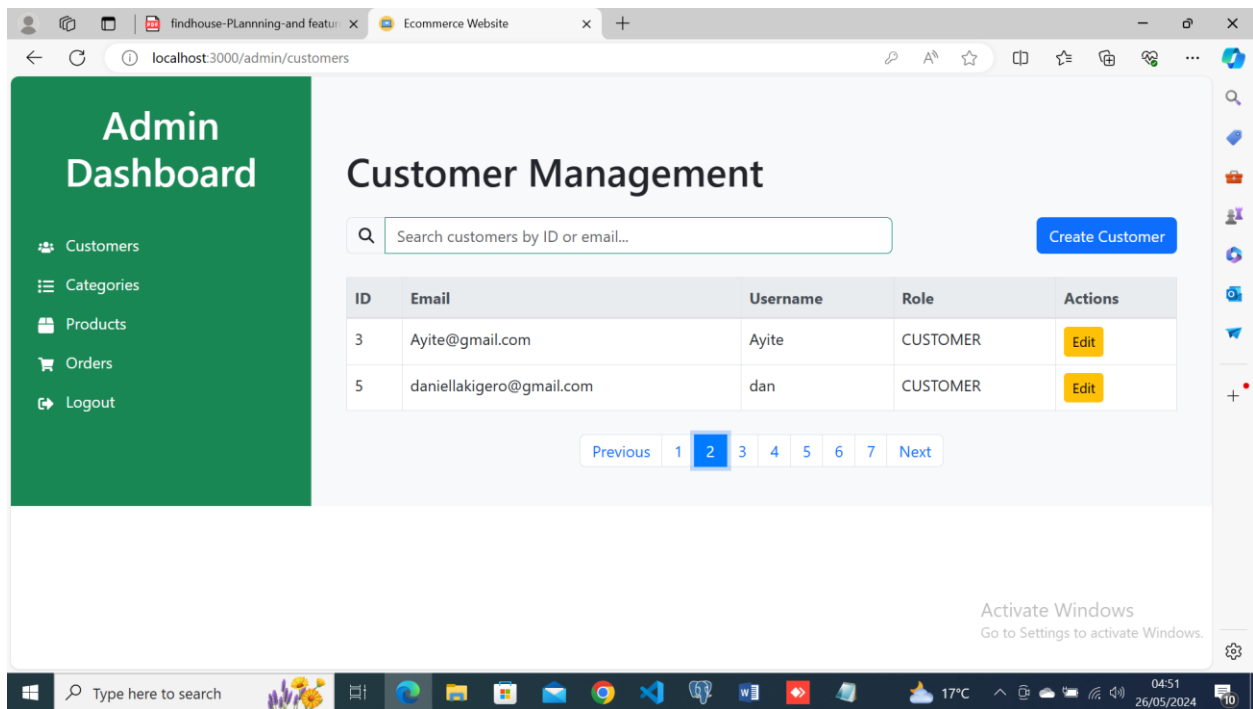 findhouse-PLannning-and featur
Ecommerce Website
localhost:3000/admin/customers
Admin
Dashboard
Customers
Categories
Products
Orders
Logout
Customer Management
Search customers by ID or email...
Create Customer
ID Email Username Role Actions
3 Ayite@gmail.com Ayite CUSTOMER Edit
5 daniellakigero@gmail.com dan CUSTOMER Edit
Previous 1 2 3 4 5 6 7 Next
Activate Windows
Go to Settings to activate Windows.
Type here to search
17°C
04:51
26/05/2024
10